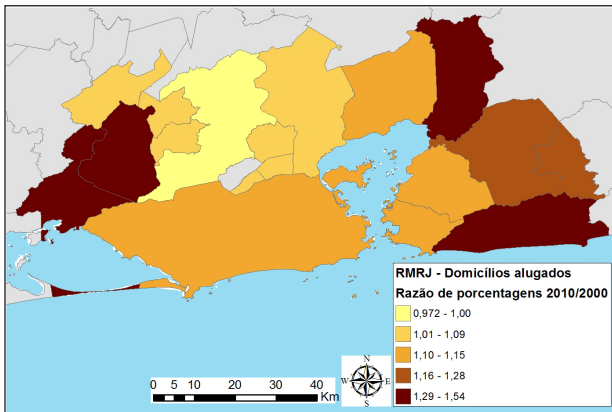 RMRJ - Domicílios alugados
Razão de porcentagens 2010/2000
0,972 - 1,00
1,01 - 1,09
1,10 - 1,15
1,16 - 1,28
1,29 - 1,54
N
W E
S
0 5 10 20 30 40
Km